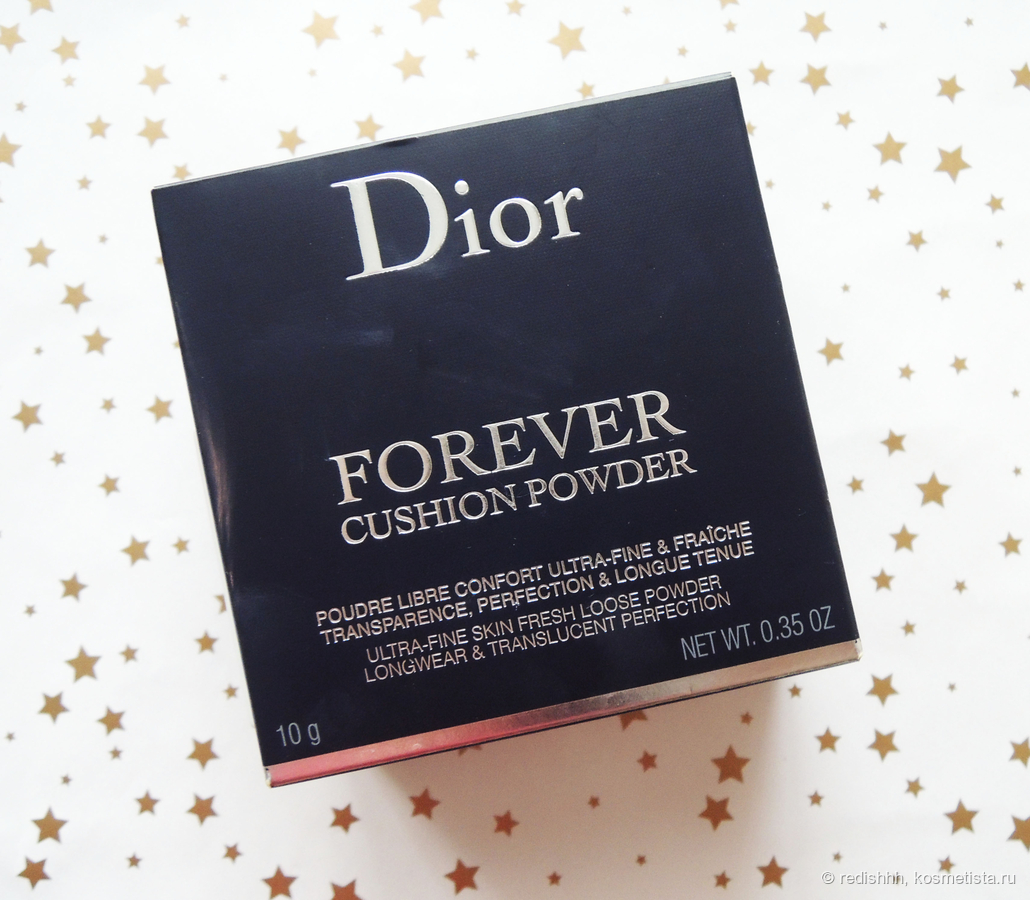 Dior
FOREVER
CUSHION POWDER
POUDRE LIBRE CONFORT ULTRA-FINE & FRAÎCHE
TRANSPARENCE, PERFECTION & LONGUE TENUE
ULTRA-FINE SKIN FRESH LOOSE POWDER
LONGWEAR & TRANSLUCENT PERFECTION
10 g
NET WT. 0.35 OZ
© redishhh, kosmetista.ru